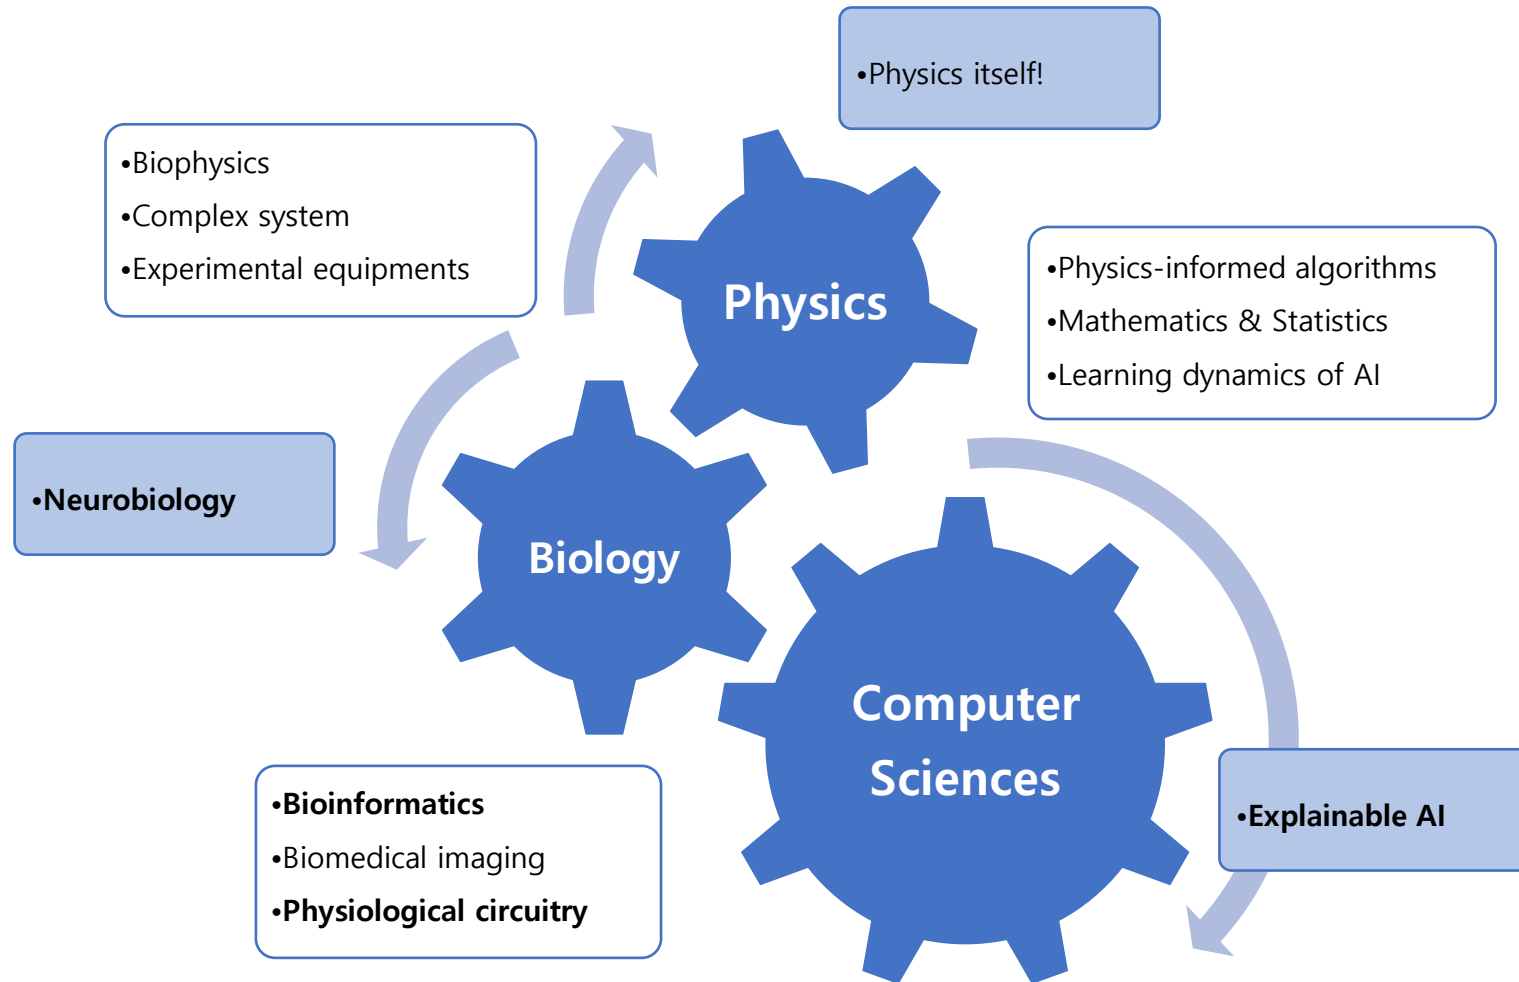 •Physics itself!
•Biophysics
•Complex system
•Experimental equipments
Physics
•Physics-informed algorithms
•Mathematics & Statistics
•Learning dynamics of AI
•Neurobiology
Biology
Computer
Sciences
•Bioinformatics
•Biomedical imaging
•Physiological circuitry
•Explainable AI